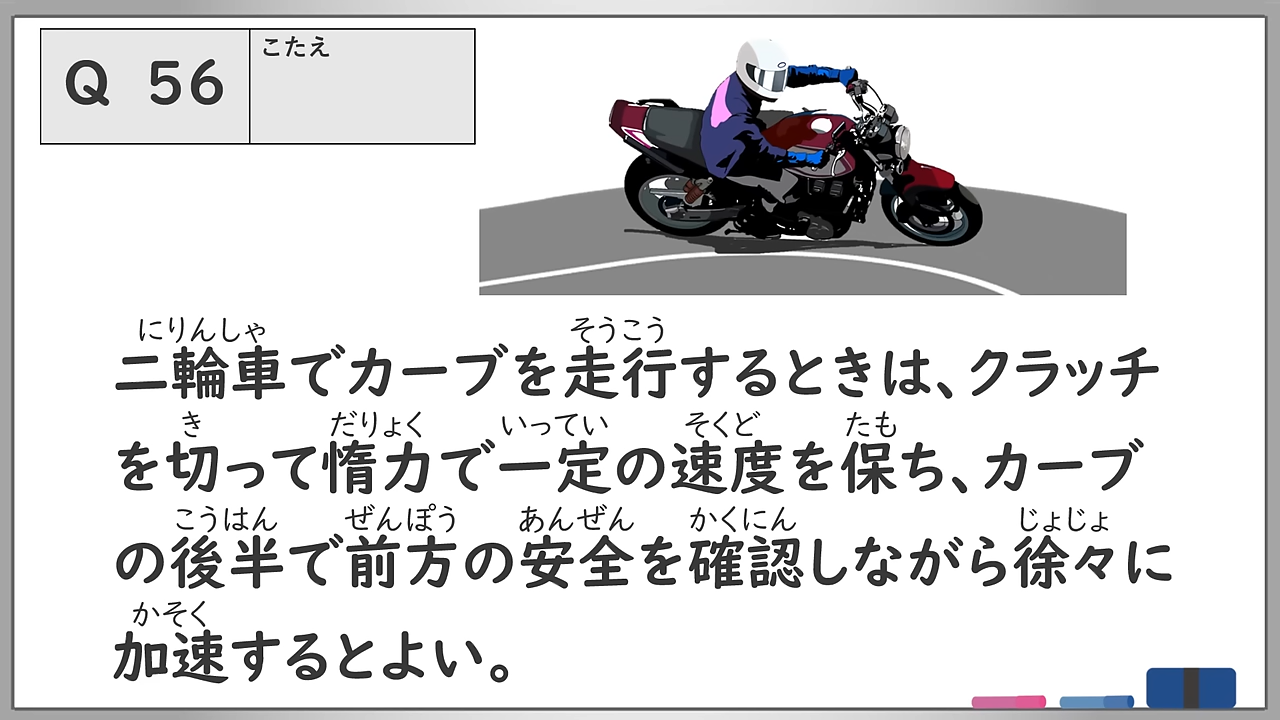 Q 56
こたえ
にりんしゃ そうこう
二輪車でカーブを走行するときは、クラッチ
き だりょく いってい そくど たも
を切って惰力で一定の速度を保ち、カーブ
こうはん ぜんぽう あんぜん かくにん じょじょ
の後半で前方の安全を確認しながら徐々に
かそく
加速するとよい。